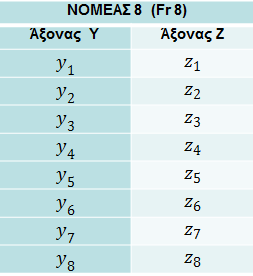 ΝΟΜΕΑΣ 8 (Fr 8)
Άξονας Υ Άξονας Ζ
y₁ z₁
y₂ z₂
y₃ z₃
y₄ z₄
y₅ z₅
y₆ z₆
y₇ z₇
y₈ z₈